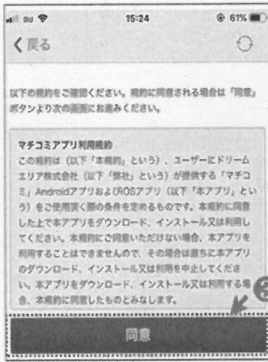 au 15:24 61%
戻る
以下の規約をご確認ください。規約に同意される場合は「同意」
ボタンより次の画面にお進みください。
マチコミアプリ利用規約
この規約は（以下「本規約」という）、ユーザーにドリーム
エリア株式会社（以下「弊社」という）が提供する「マチコ
ミ」AndroidアプリおよびiOSアプリ（以下「本アプリ」とい
う）をご使用頂く際の条件を定めるものです。本規約に同意
した上で本アプリをダウンロード、インストール又は利用し
てください。本規約にご同意いただけない場合、本アプリを
利用することはできませんので、その場合は直ちに本アプリ
のダウンロード、インストール又は利用を中止してくださ
い。本アプリをダウンロード、インストール又は利用する場
合、本規約に同意したものとみなします。
同意